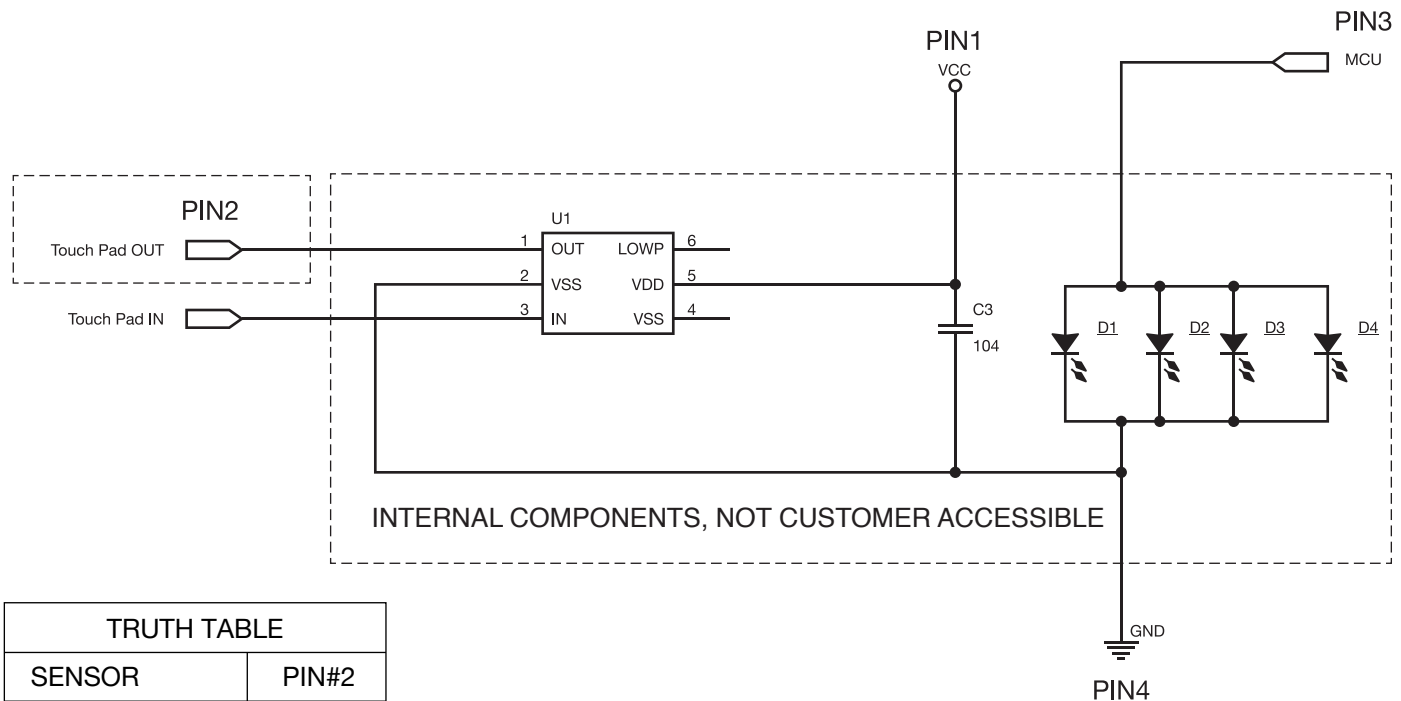 PIN3
MCU
PIN1
VCC
PIN2
Touch Pad OUT
Touch Pad IN
U1
1 OUT LOWP 6
2 VSS VDD 5
3 IN VSS 4
C3
104
D1 D2 D3 D4
INTERNAL COMPONENTS, NOT CUSTOMER ACCESSIBLE
GND
PIN4
TRUTH TABLE
SENSOR PIN#2